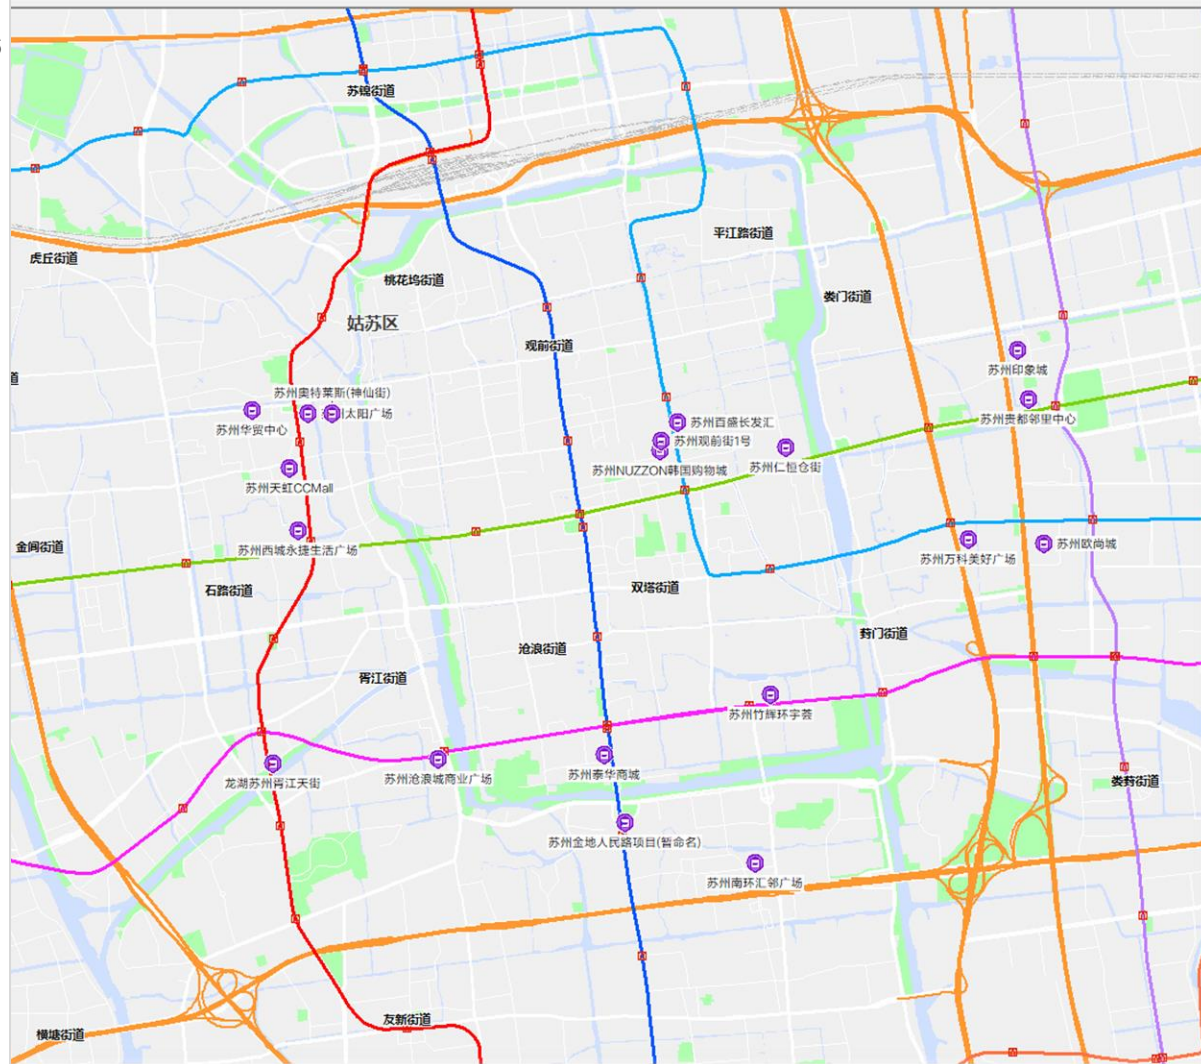 苏锦街道
平江路街道
虎丘街道
桃花坞街道
娄门街道
姑苏区
观前街道
苏州印象城
道
苏州奥特莱斯(神仙街)
太阳广场
苏州贵都邻里中心
苏州百盛长发汇
苏州华贸中心
苏州观前街1号
苏州NUZZON韩国购物城
苏州仁恒仓街
苏州天虹CCMall
金阊街道
苏州西城永捷生活广场
苏州欧尚城
苏州万科美好广场
石路街道
双塔街道
葑门街道
沧浪街道
胥江街道
苏州竹辉环宇荟
苏州泰华商城
苏州沧浪城商业广场
龙湖苏州胥江天街
娄葑街道
苏州金地人民路项目(暂命名)
苏州南环汇邻广场
友新街道
横塘街道